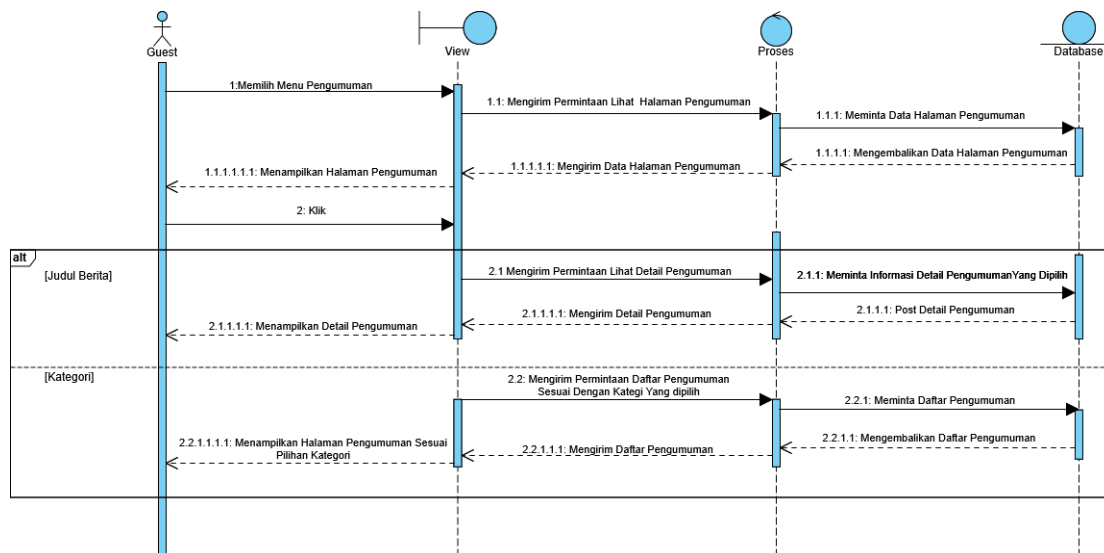 Guest
View
Proses
Database
1:Memilih Menu Pengumuman
1.1: Mengirim Permintaan Lihat Halaman Pengumuman
1.1.1: Meminta Data Halaman Pengumuman
1.1.1.1: Mengembalikan Data Halaman Pengumuman
1.1.1.1.1: Mengirim Data Halaman Pengumuman
1.1.1.1.1.1: Menampilkan Halaman Pengumuman
2: Klik
alt
[Judul Berita]
2.1 Mengirim Permintaan Lihat Detail Pengumuman
2.1.1: Meminta Informasi Detail PengumumanYang Dipilih
2.1.1.1: Post Detail Pengumuman
2.1.1.1.1: Mengirim Detail Pengumuman
2.1.1.1.1: Menampilkan Detail Pengumuman
[Kategori]
2.2: Mengirim Permintaan Daftar Pengumuman
Sesuai Dengan Kategi Yang dipilih
2.2.1: Meminta Daftar Pengumuman
2.2.1.1: Mengembalikan Daftar Pengumuman
2.2.1.1.1: Mengirim Daftar Pengumuman
2.2.1.1.1.1: Menampilkan Halaman Pengumuman Sesuai
Pilihan Kategori